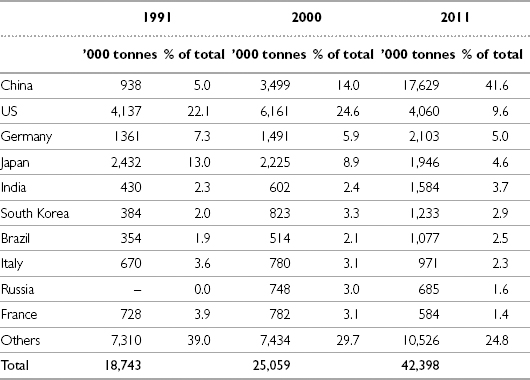 1991 2000 2011
'000 tonnes % of total '000 tonnes % of total '000 tonnes % of total
China 938 5.0 3,499 14.0 17,629 41.6
US 4,137 22.1 6,161 24.6 4,060 9.6
Germany 1361 7.3 1,491 5.9 2,103 5.0
Japan 2,432 13.0 2,225 8.9 1,946 4.6
India 430 2.3 602 2.4 1,584 3.7
South Korea 384 2.0 823 3.3 1,233 2.9
Brazil 354 1.9 514 2.1 1,077 2.5
Italy 670 3.6 780 3.1 971 2.3
Russia – 0.0 748 3.0 685 1.6
France 728 3.9 782 3.1 584 1.4
Others 7,310 39.0 7,434 29.7 10,526 24.8
Total 18,743 25,059 42,398